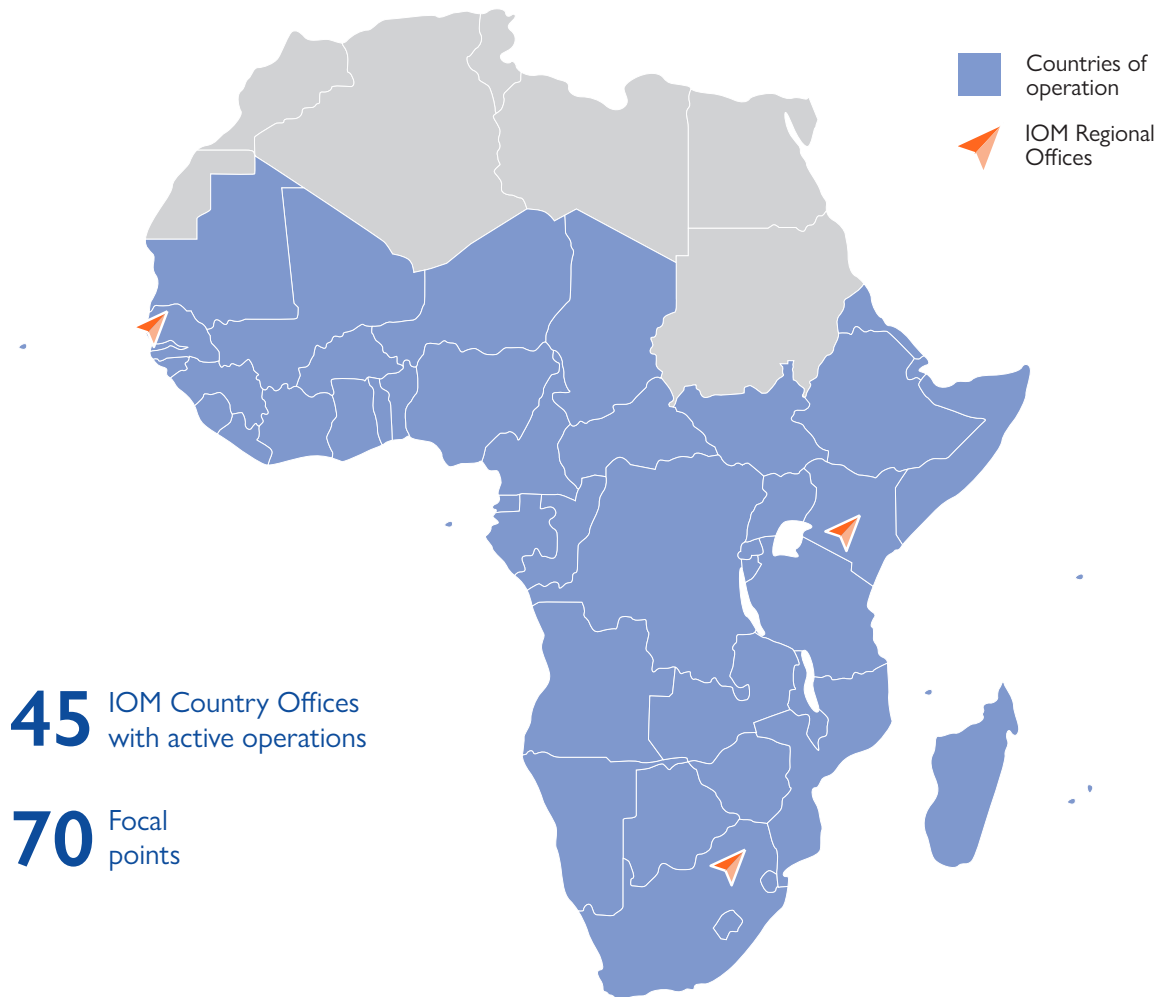 Countries of
operation
IOM Regional
Offices
45 IOM Country Offices
with active operations
70 Focal
points